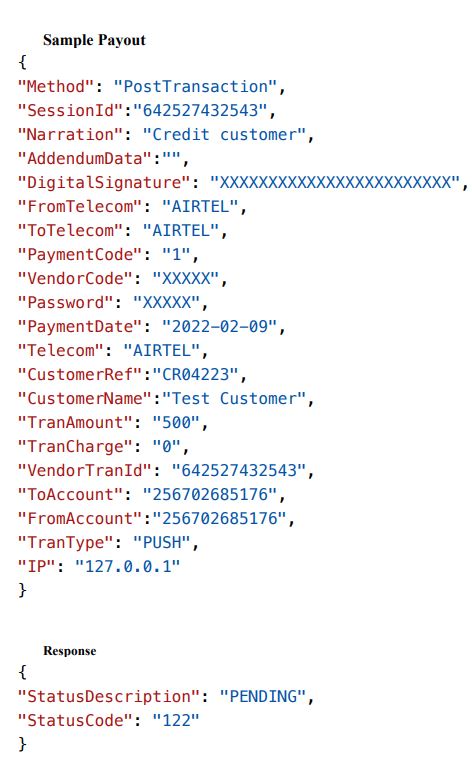 Sample Payout
{
"Method": "PostTransaction",
"SessionId":"642527432543",
"Narration": "Credit customer",
"AddendumData":"",
"DigitalSignature": "XXXXXXXXXXXXXXXXXXXXXXXX",
"FromTelecom": "AIRTEL",
"ToTelecom": "AIRTEL",
"PaymentCode": "1",
"VendorCode": "XXXXX",
"Password": "XXXXX",
"PaymentDate": "2022-02-09",
"Telecom": "AIRTEL",
"CustomerRef":"CR04223",
"CustomerName":"Test Customer",
"TranAmount": "500",
"TranCharge": "0",
"VendorTranId": "642527432543",
"ToAccount": "256702685176",
"FromAccount":"256702685176",
"TranType": "PUSH",
"IP": "127.0.0.1"
}
Response
{
"StatusDescription": "PENDING",
"StatusCode": "122"
}